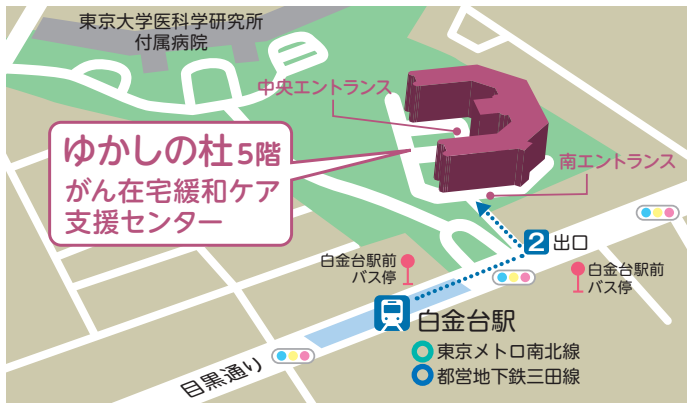 東京大学医科学研究所
付属病院
中央エントランス
ゆかしの杜5階
がん在宅緩和ケア
支援センター
南エントランス
2 出口
白金台駅前
バス停
白金台駅前
バス停
白金台駅
東京メトロ南北線
都営地下鉄三田線
目黒通り